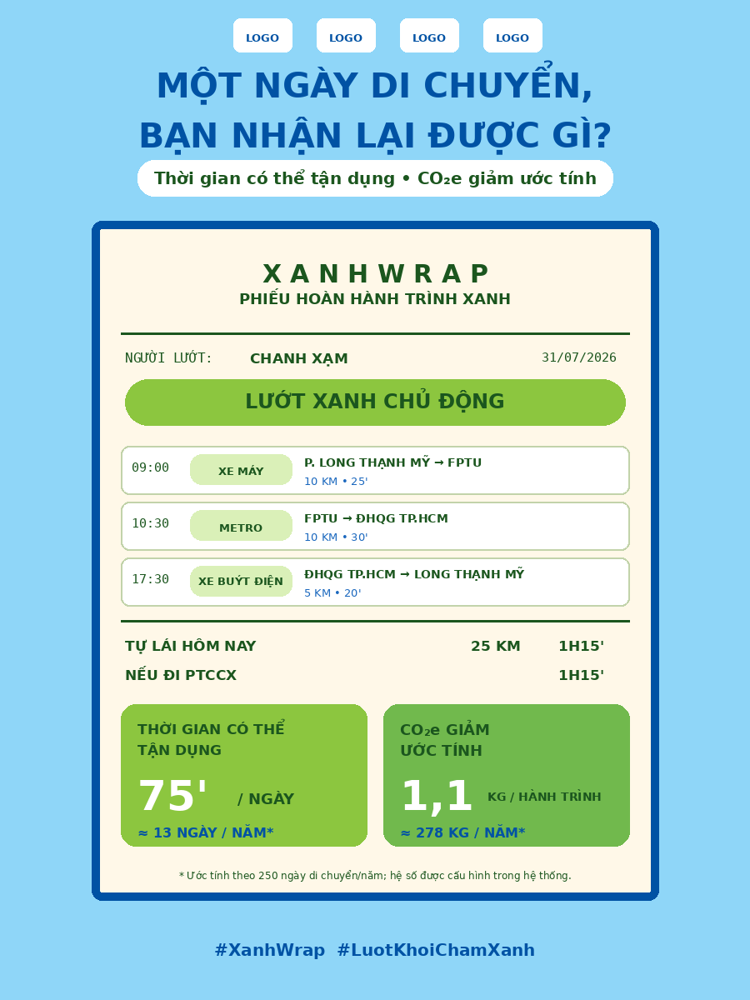 LOGO LOGO LOGO LOGO
MỘT NGÀY DI CHUYỂN,
BẠN NHẬN LẠI ĐƯỢC GÌ?
Thời gian có thể tận dụng • CO₂e giảm ước tính
XANHWRAP
PHIẾU HOÀN HÀNH TRÌNH XANH
NGƯỜI LƯỚT: CHANH XẠM 31/07/2026
LƯỚT XANH CHỦ ĐỘNG
09:00 XE MÁY P. LONG THẠNH MỸ → FPTU
10 KM • 25'
10:30 METRO FPTU → ĐHQG TP.HCM
10 KM • 30'
17:30 XE BUÝT ĐIỆN ĐHQG TP.HCM → LONG THẠNH MỸ
5 KM • 20'
TỰ LÁI HÔM NAY 25 KM 1H15'
NẾU ĐI PTCCX 1H15'
THỜI GIAN CÓ THỂ
TẬN DỤNG
75' / NGÀY
≈ 13 NGÀY / NĂM*
CO₂e GIẢM
ƯỚC TÍNH
1,1 KG / HÀNH TRÌNH
≈ 278 KG / NĂM*
* Ước tính theo 250 ngày di chuyển/năm; hệ số được cấu hình trong hệ thống.
#XanhWrap #LuotKhoiChamXanh